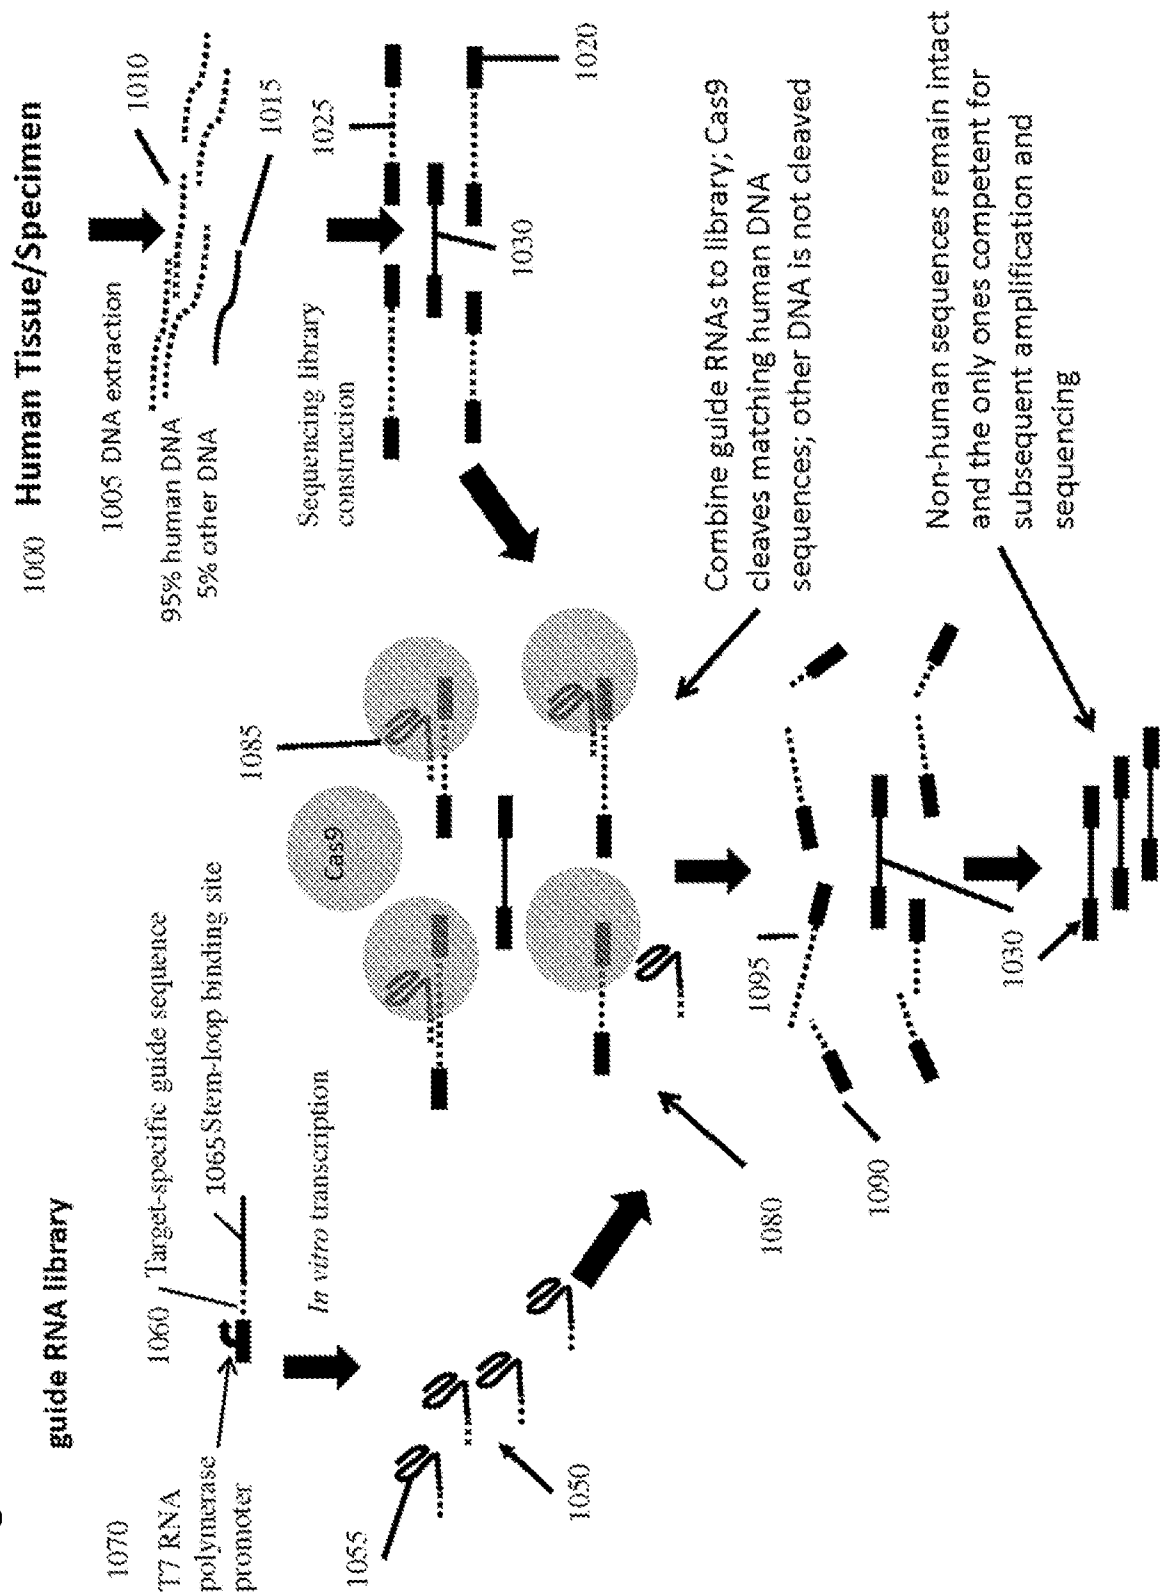 guide RNA library
1070
T7 RNA
polymerase
promoter
1060 Target-specific guide sequence
1065 Stem-loop binding site
In vitro transcription
1055
1050
1000 Human Tissue/Specimen
1005 DNA extraction
95% human DNA
5% other DNA
1010
1015
Sequencing library
construction
1025
1020
1030
1085
Cas9
1080
Combine guide RNAs to library; Cas9
cleaves matching human DNA
sequences; other DNA is not cleaved
1095
1090
1030
Non-human sequences remain intact
and the only ones competent for
subsequent amplification and
sequencing